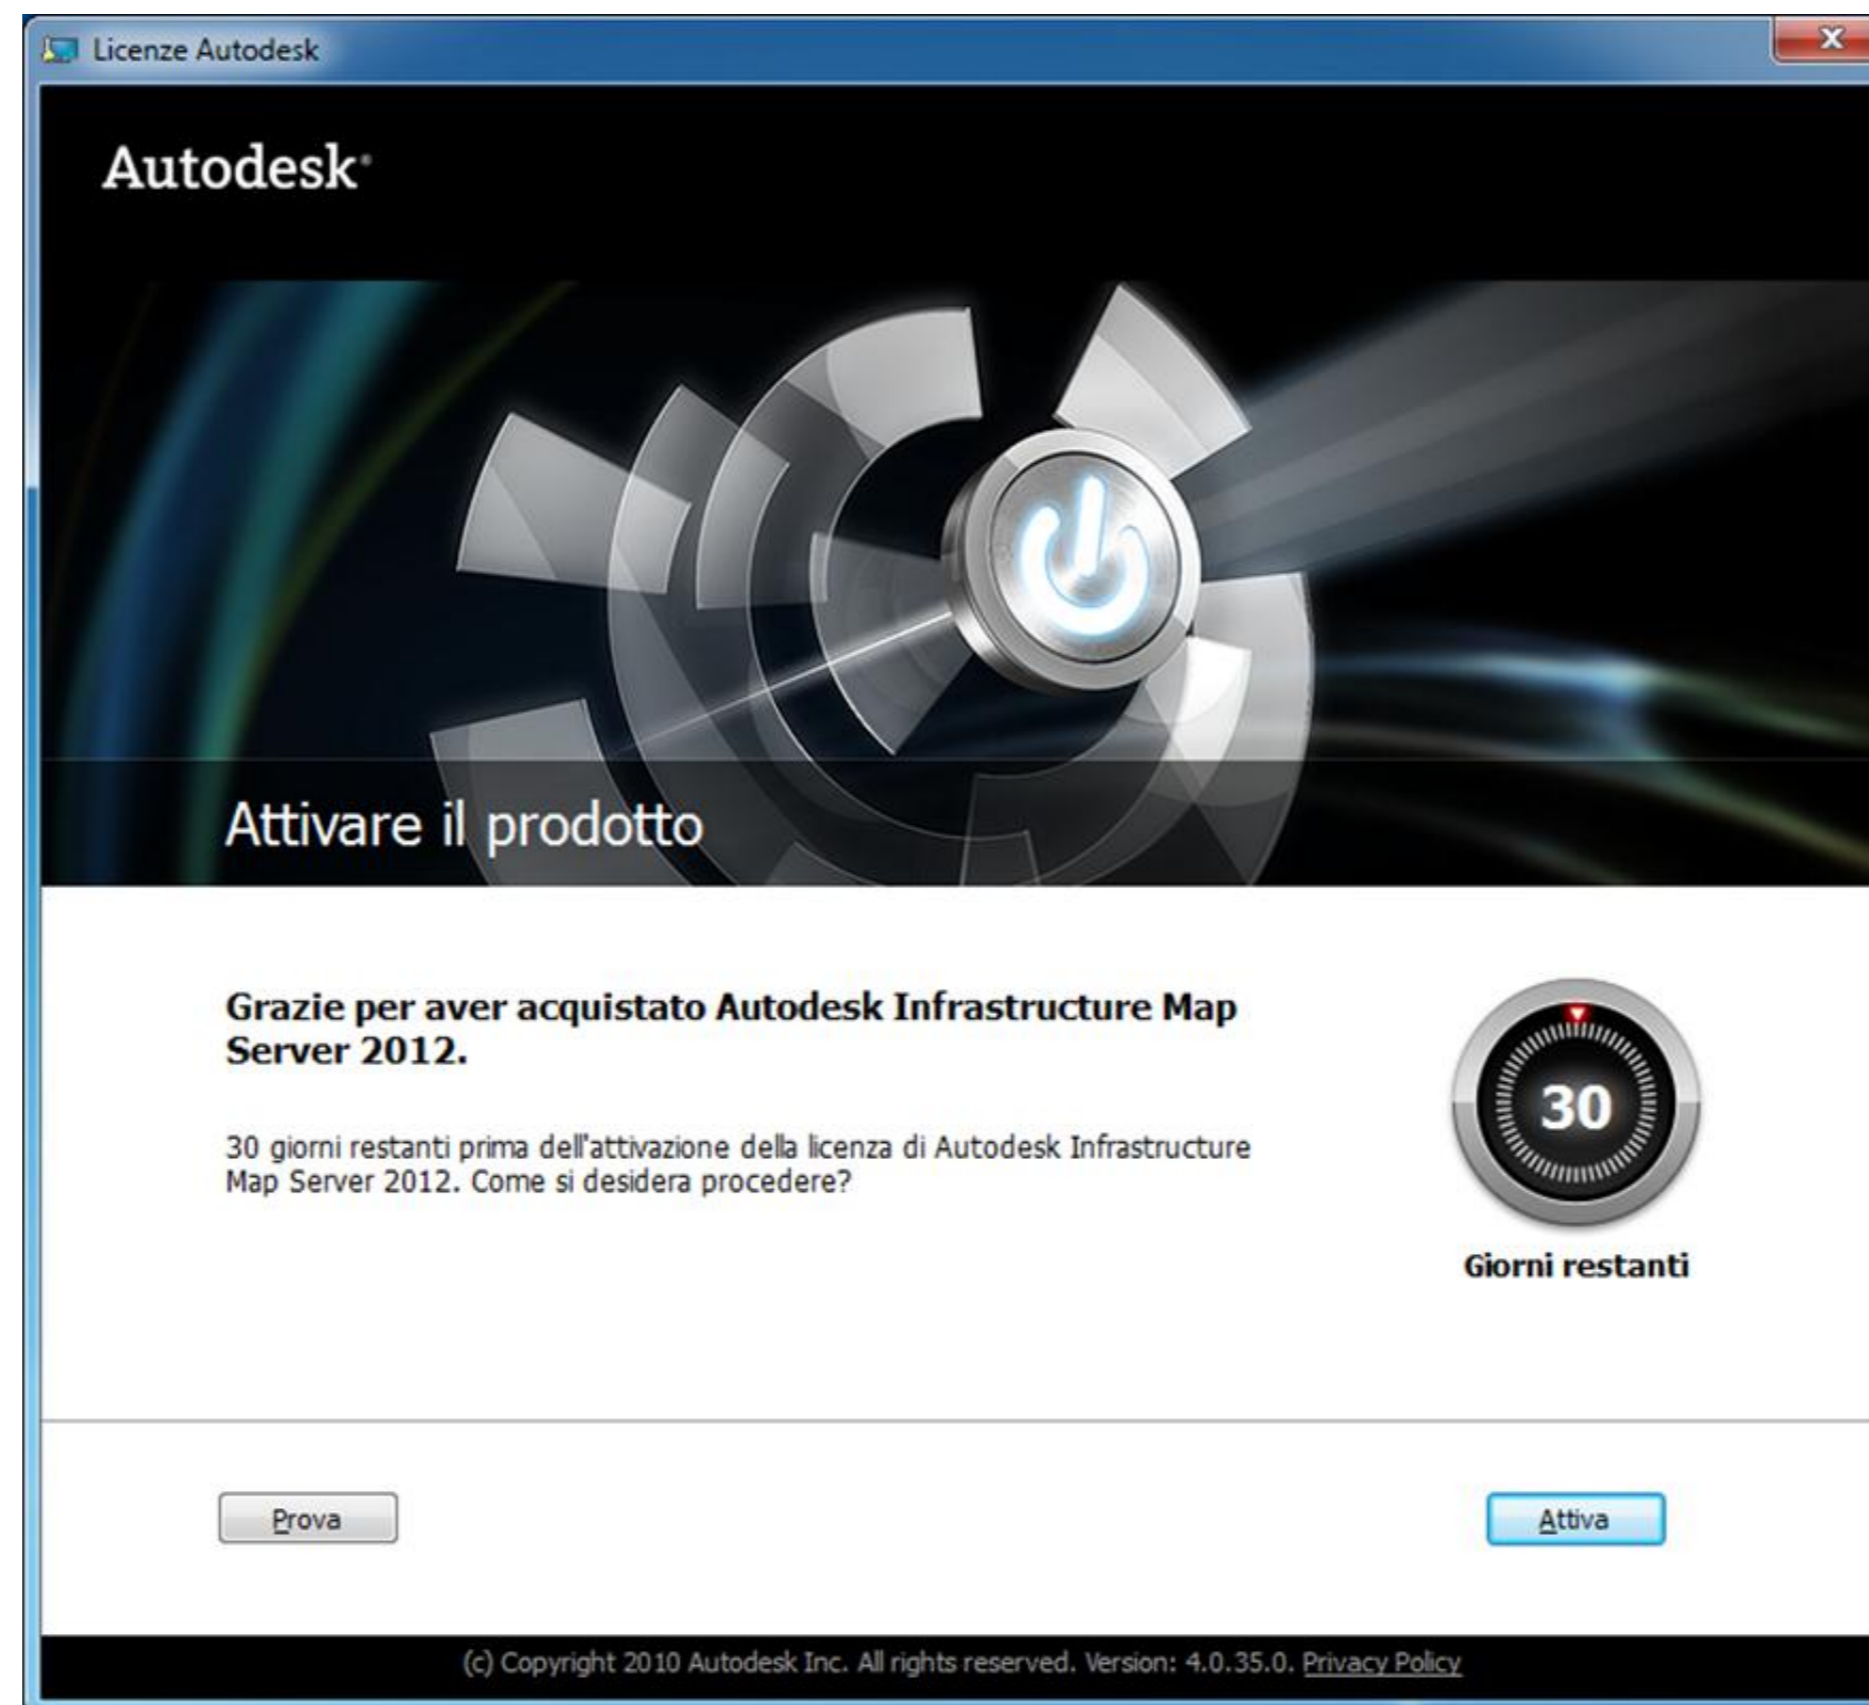 Licenze Autodesk
Autodesk®
Attivare il prodotto
Grazie per aver acquistato Autodesk Infrastructure Map
Server 2012.
30 giorni restanti prima dell'attivazione della licenza di Autodesk Infrastructure
Map Server 2012. Come si desidera procedere?
30
Giorni restanti
Prova
Attiva
(c) Copyright 2010 Autodesk Inc. All rights reserved. Version: 4.0.35.0. Privacy Policy